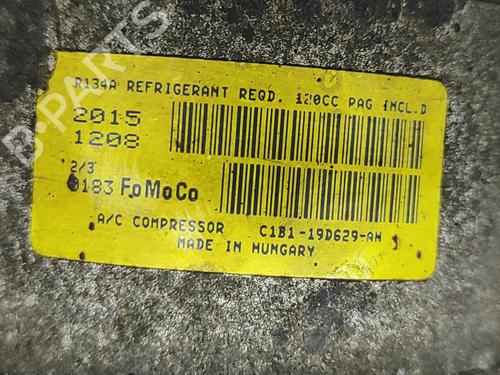 R134A REFRIGERANT REQD. 120CC PAG INCL.D
2015
1208
2/3
0183 FoMoCo
A/C COMPRESSOR C1B1-19D629-AH
MADE IN HUNGARY
B-PARTS